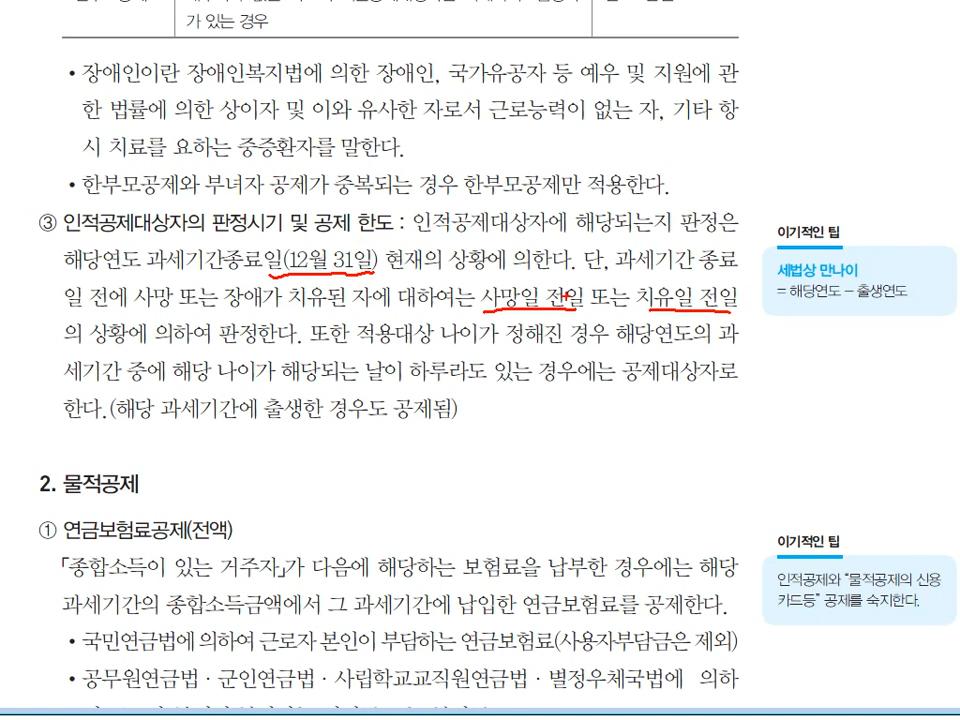 가 있는 경우
• 장애인이란 장애인복지법에 의한 장애인, 국가유공자 등 예우 및 지원에 관
한 법률에 의한 상이자 및 이와 유사한 자로서 근로능력이 없는 자, 기타 항
시 치료를 요하는 중증환자를 말한다.
• 한부모공제와 부녀자 공제가 중복되는 경우 한부모공제만 적용한다.
③ 인적공제대상자의 판정시기 및 공제 한도 : 인적공제대상자에 해당되는지 판정은
해당연도 과세기간종료일(12월 31일) 현재의 상황에 의한다. 단, 과세기간 종료
일 전에 사망 또는 장애가 치유된 자에 대하여는 사망일 전일 또는 치유일 전일
의 상황에 의하여 판정한다. 또한 적용대상 나이가 정해진 경우 해당연도의 과
세기간 중에 해당 나이가 해당되는 날이 하루라도 있는 경우에는 공제대상자로
한다.(해당 과세기간에 출생한 경우도 공제됨)
이기적인 팁
세법상 만나이
= 해당연도 – 출생연도
2. 물적공제
① 연금보험료공제(전액)
「종합소득이 있는 거주자」가 다음에 해당하는 보험료을 납부한 경우에는 해당
과세기간의 종합소득금액에서 그 과세기간에 납입한 연금보험료를 공제한다.
• 국민연금법에 의하여 근로자 본인이 부담하는 연금보험료(사용자부담금은 제외)
• 공무원연금법 · 군인연금법 · 사립학교교직원연금법 · 별정우체국법에 의하
이기적인 팁
인적공제와 “물적공제의 신용
카드등” 공제를 숙지한다.